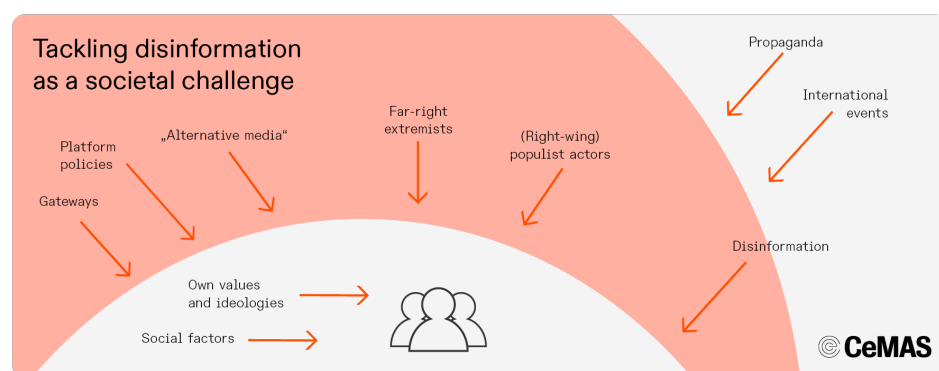 Tackling disinformation
as a societal challenge
Propaganda
International
events
Far-right
extremists
(Right-wing)
populist actors
„Alternative media“
Platform
policies
Gateways
Disinformation
Own values
and ideologies
Social factors
CeMAS